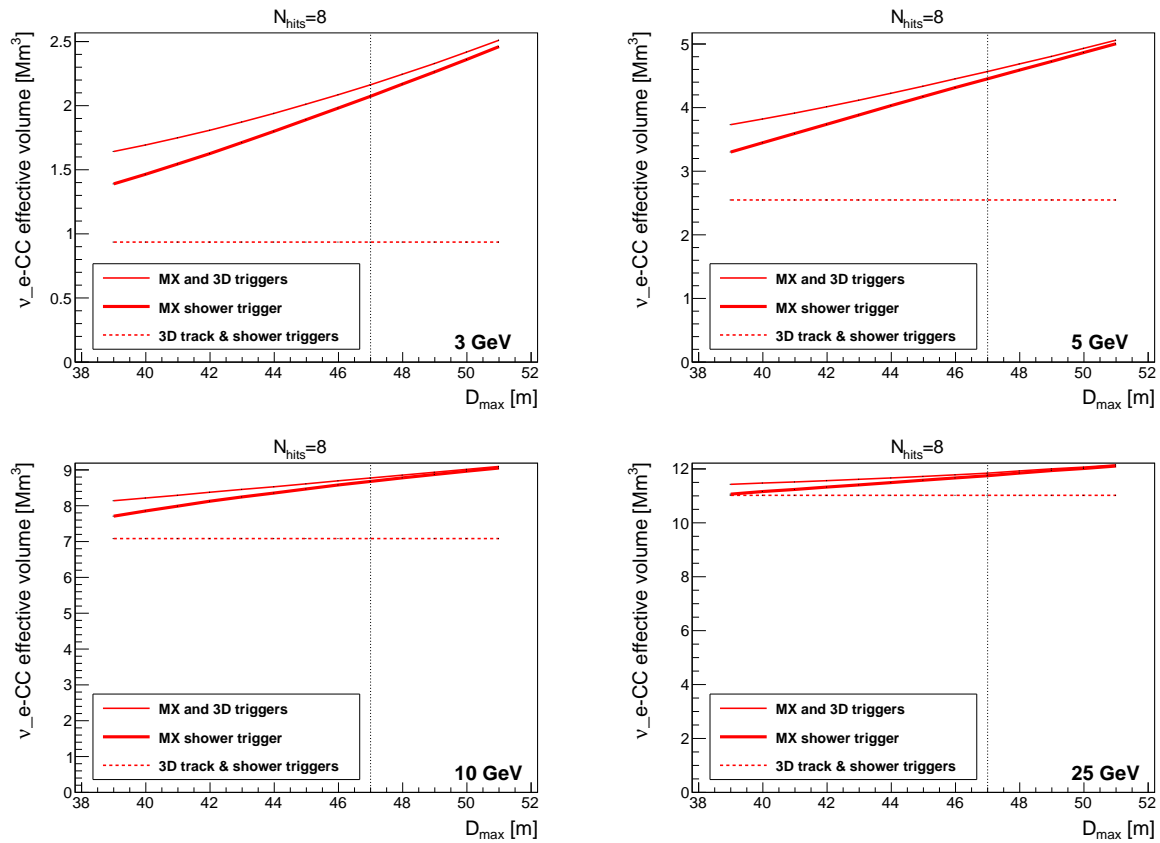 N_hits=8
ν_e-CC effective volume [Mm³]
2.5
2
1.5
1
0.5
0
MX and 3D triggers
MX shower trigger
3D track & shower triggers
3 GeV
38 40 42 44 46 48 50 52
D_max [m]
N_hits=8
ν_e-CC effective volume [Mm³]
5
4
3
2
1
0
MX and 3D triggers
MX shower trigger
3D track & shower triggers
5 GeV
38 40 42 44 46 48 50 52
D_max [m]
N_hits=8
ν_e-CC effective volume [Mm³]
9
8
7
6
5
4
3
2
1
0
MX and 3D triggers
MX shower trigger
3D track & shower triggers
10 GeV
38 40 42 44 46 48 50 52
D_max [m]
N_hits=8
ν_e-CC effective volume [Mm³]
12
10
8
6
4
2
0
MX and 3D triggers
MX shower trigger
3D track & shower triggers
25 GeV
38 40 42 44 46 48 50 52
D_max [m]